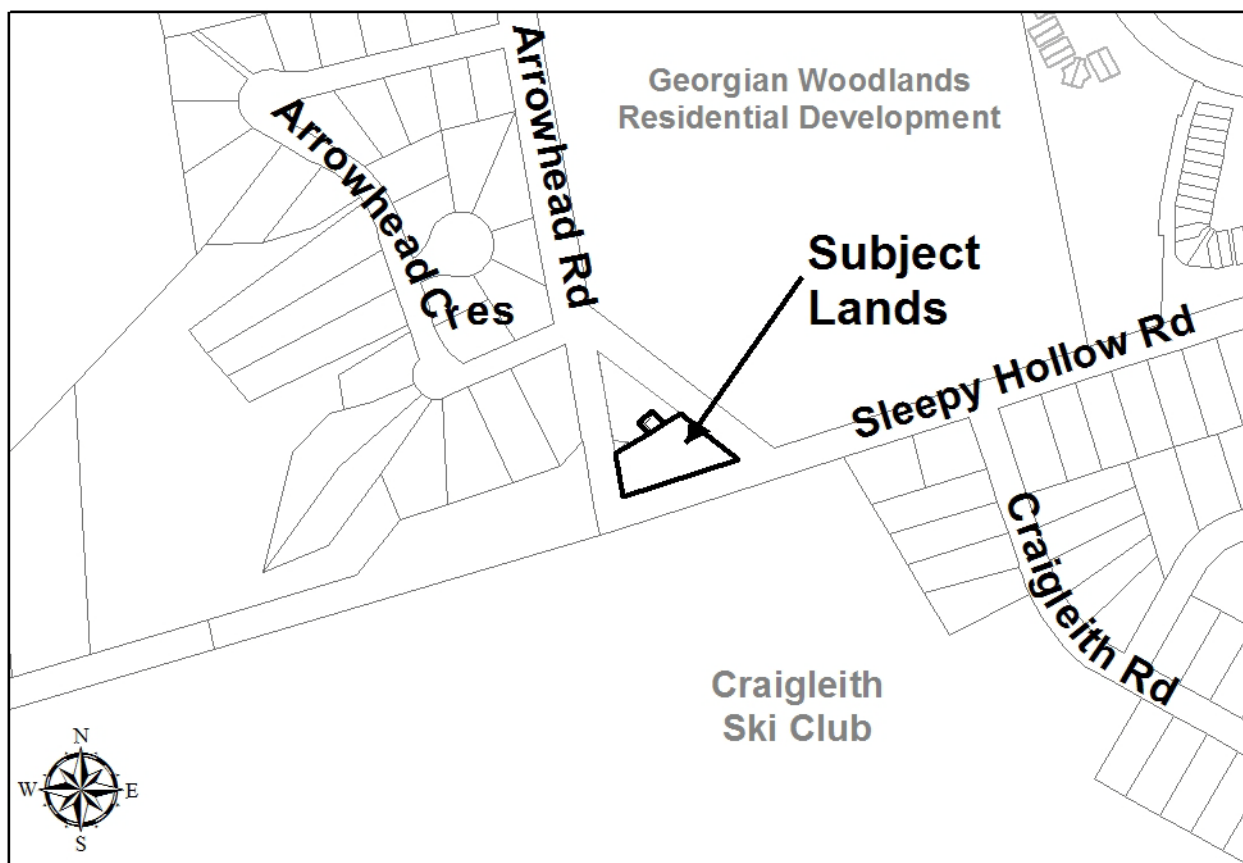 Arrowhead Rd
Georgian Woodlands
Residential Development
Arrowhead Cres
Subject
Lands
Sleepy Hollow Rd
Craigleith Rd
Craigleith
Ski Club
N
W E
S